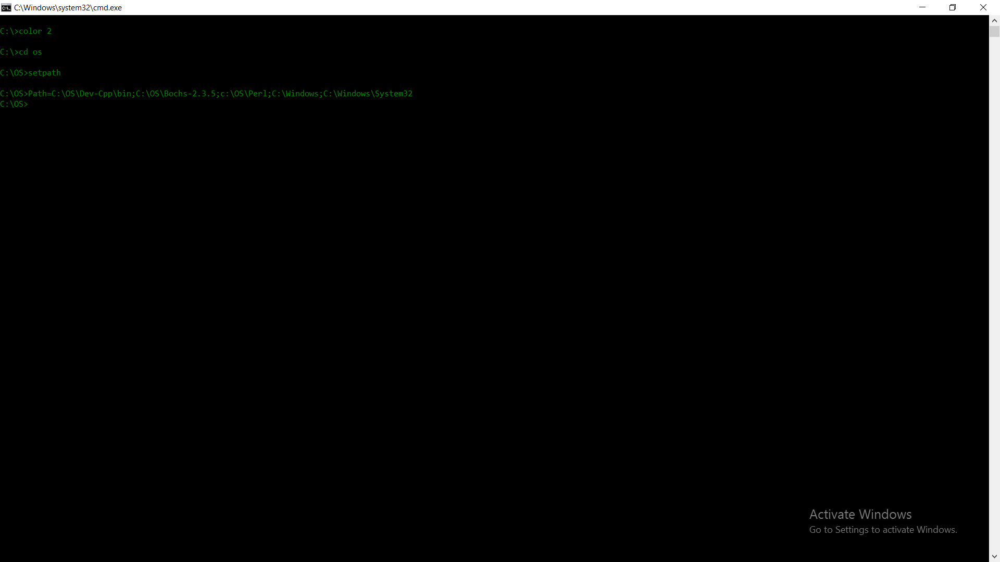 C:\Windows\system32\cmd.exe
C:\>color 2
C:\>cd os
C:\OS>setpath
C:\OS>Path=C:\OS\Dev-Cpp\bin;C:\OS\Bochs-2.3.5;c:\OS\Perl;C:\Windows;C:\Windows\System32
C:\OS>
Activate Windows
Go to Settings to activate Windows.